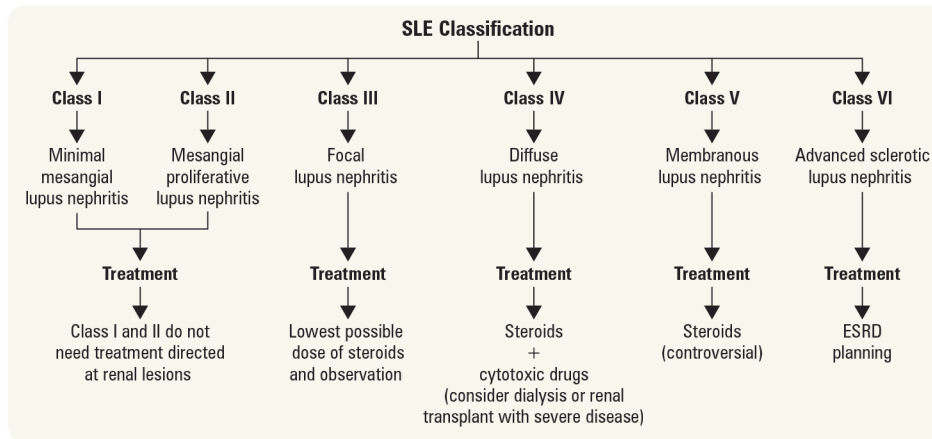 SLE Classification
Class I
Class II
Class III
Class IV
Class V
Class VI
Minimal
mesangial
lupus nephritis
Mesangial
proliferative
lupus nephritis
Focal
lupus nephritis
Diffuse
lupus nephritis
Membranous
lupus nephritis
Advanced sclerotic
lupus nephritis
Treatment
Treatment
Treatment
Treatment
Treatment
Class I and II do not
need treatment directed
at renal lesions
Lowest possible
dose of steroids
and observation
Steroids
+
cytotoxic drugs
(consider dialysis or renal
transplant with severe disease)
Steroids
(controversial)
ESRD
planning